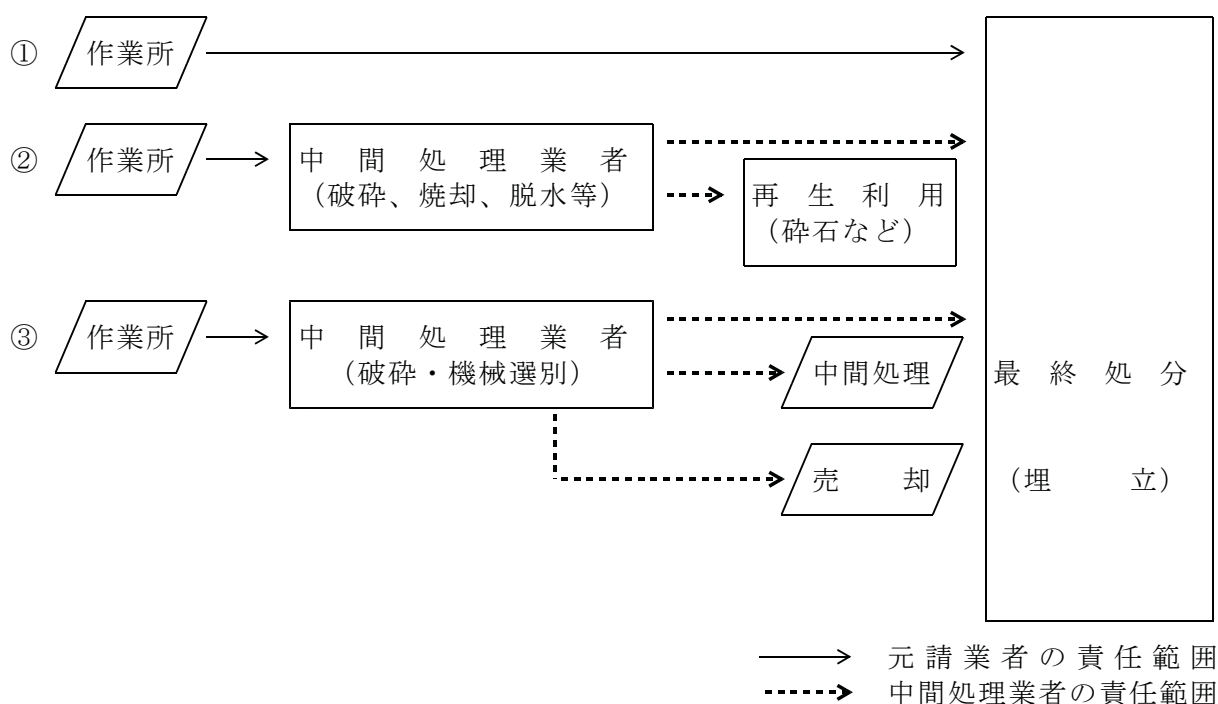 ① 作業所
② 作業所
中間処理業者
（破砕、焼却、脱水等）
再生利用
（砕石など）
③ 作業所
中間処理業者
（破砕・機械選別）
中間処理
売却
最終処分
（埋立）
元請業者の責任範囲
中間処理業者の責任範囲